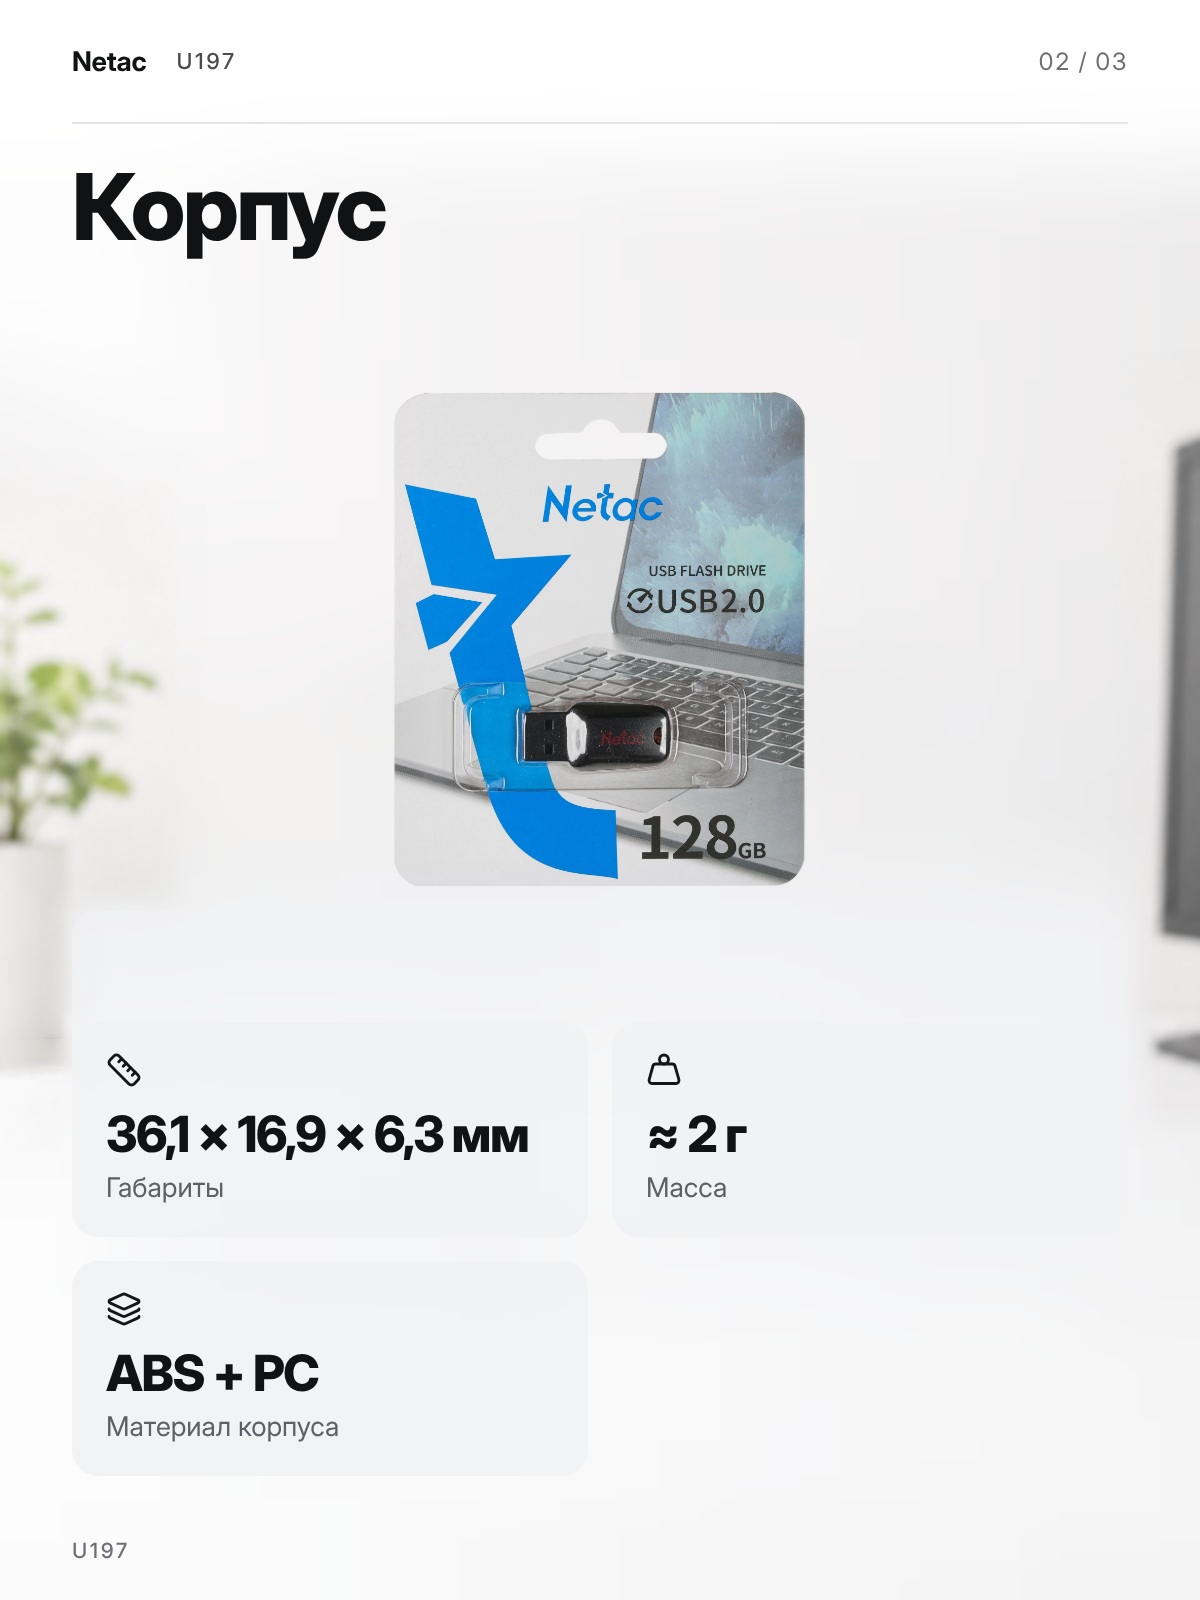 Netac U197 02 / 03
Корпус
Netac
USB FLASH DRIVE
USB2.0
Netac
128GB
36,1 × 16,9 × 6,3 мм
Габариты
≈ 2 г
Масса
ABS + PC
Материал корпуса
U197